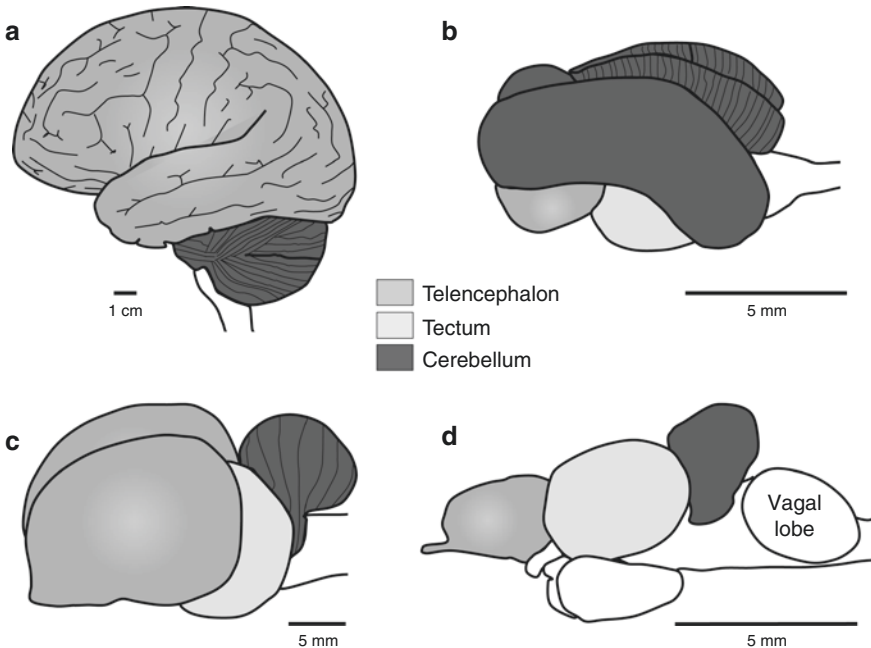 a
b
1 cm
Telencephalon
Tectum
Cerebellum
5 mm
c
d
Vagal
lobe
5 mm
5 mm